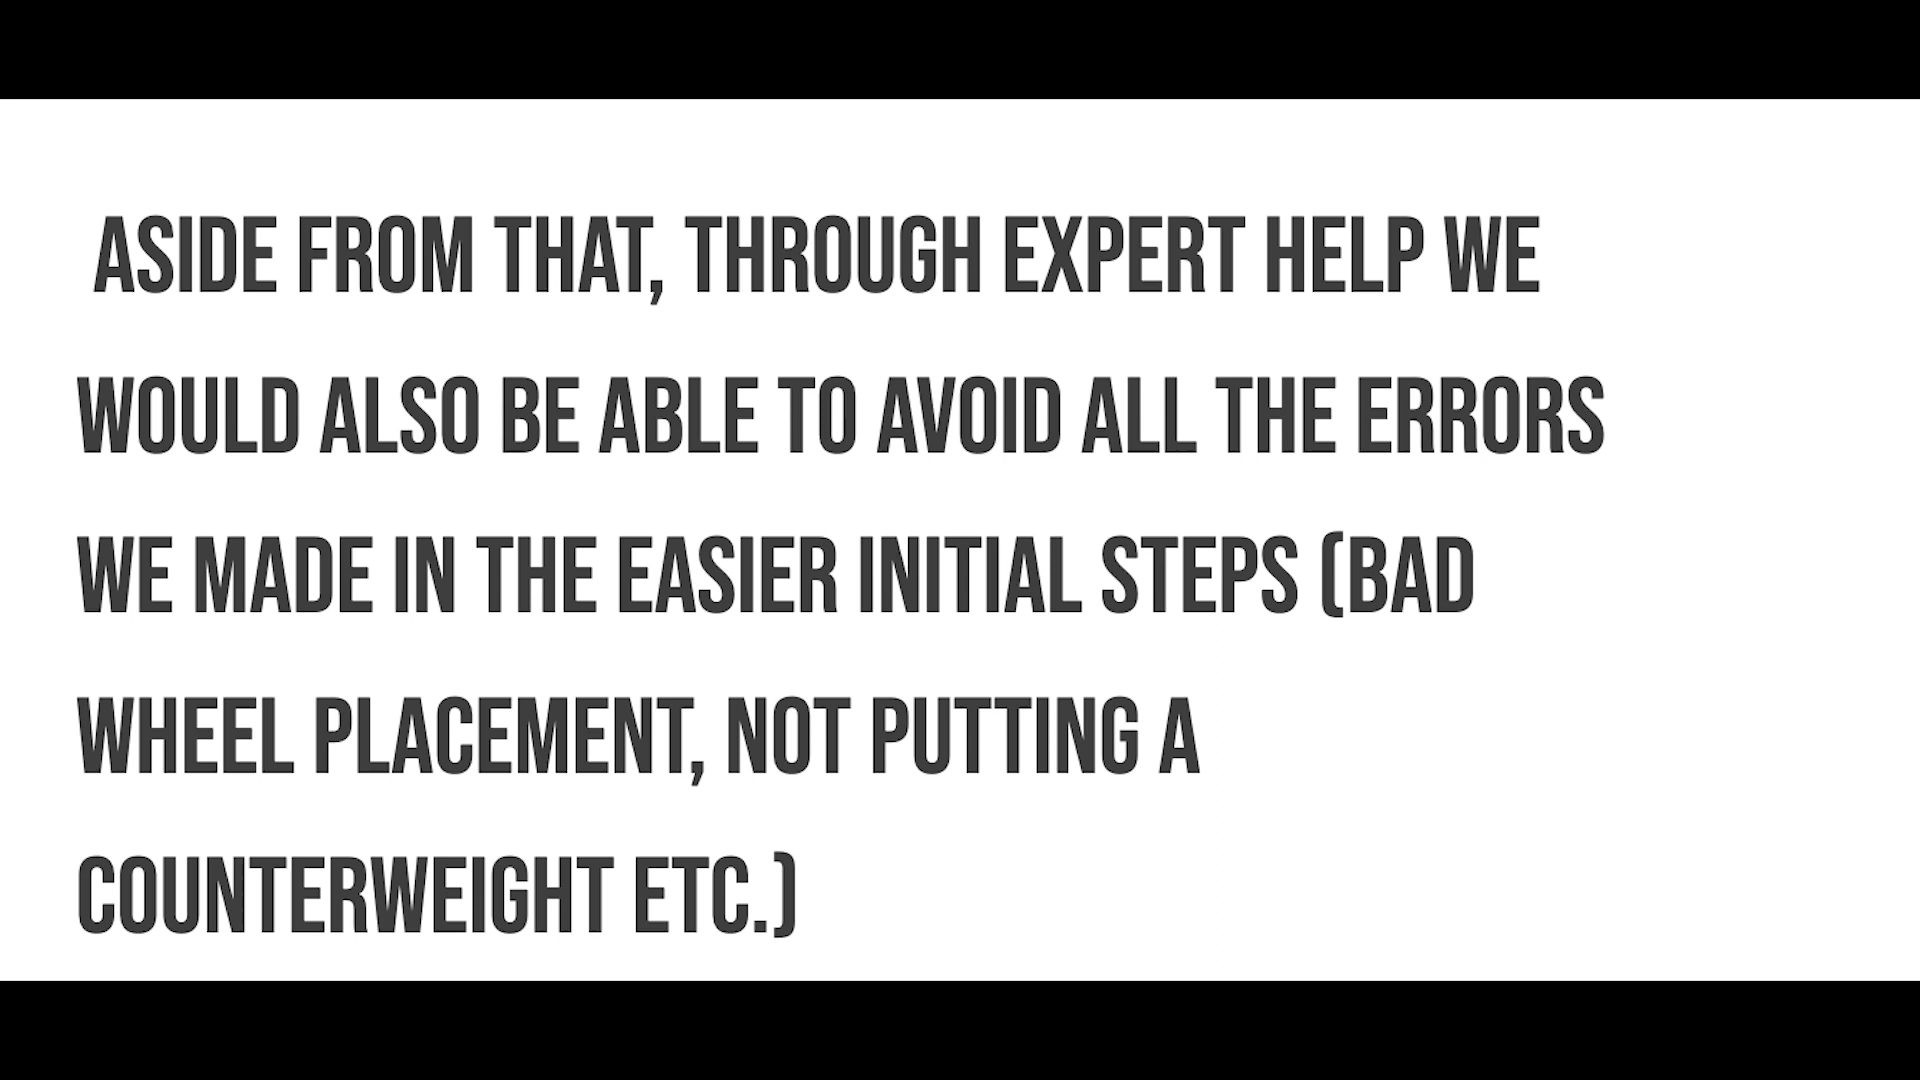 ASIDE FROM THAT, THROUGH EXPERT HELP WE
WOULD ALSO BE ABLE TO AVOID ALL THE ERRORS
WE MADE IN THE EASIER INITIAL STEPS (BAD
WHEEL PLACEMENT, NOT PUTTING A
COUNTERWEIGHT ETC.)